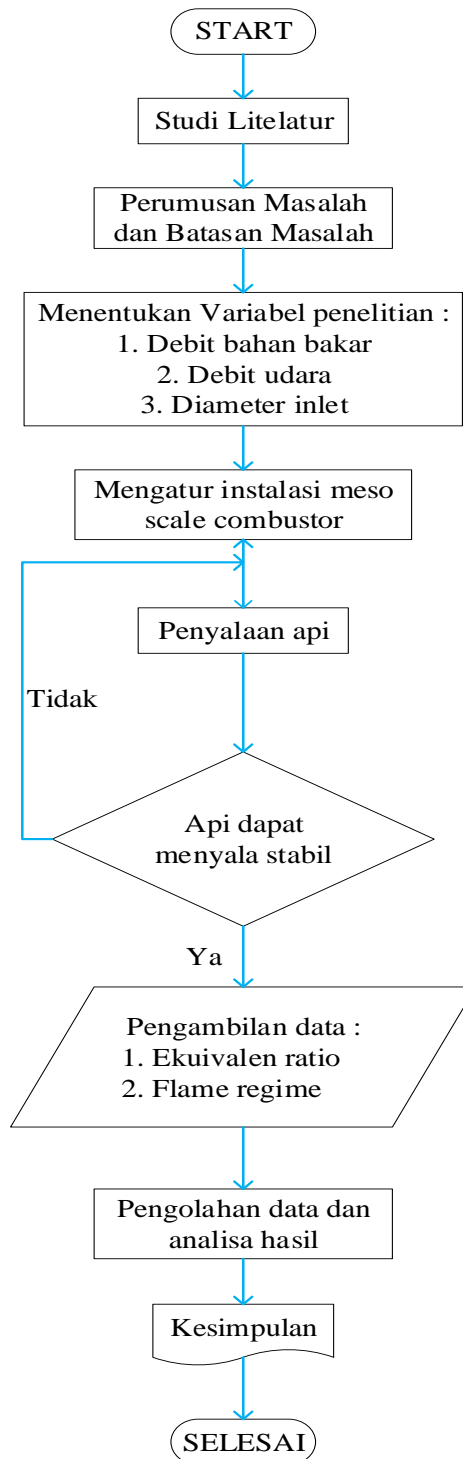 START
Studi Litelatur
Perumusan Masalah
dan Batasan Masalah
Menentukan Variabel penelitian :
1. Debit bahan bakar
2. Debit udara
3. Diameter inlet
Mengatur instalasi meso
scale combustor
Penyalaan api
Tidak
Api dapat
menyala stabil
Ya
Pengambilan data :
1. Ekuivalen ratio
2. Flame regime
Pengolahan data dan
analisa hasil
Kesimpulan
SELESAI